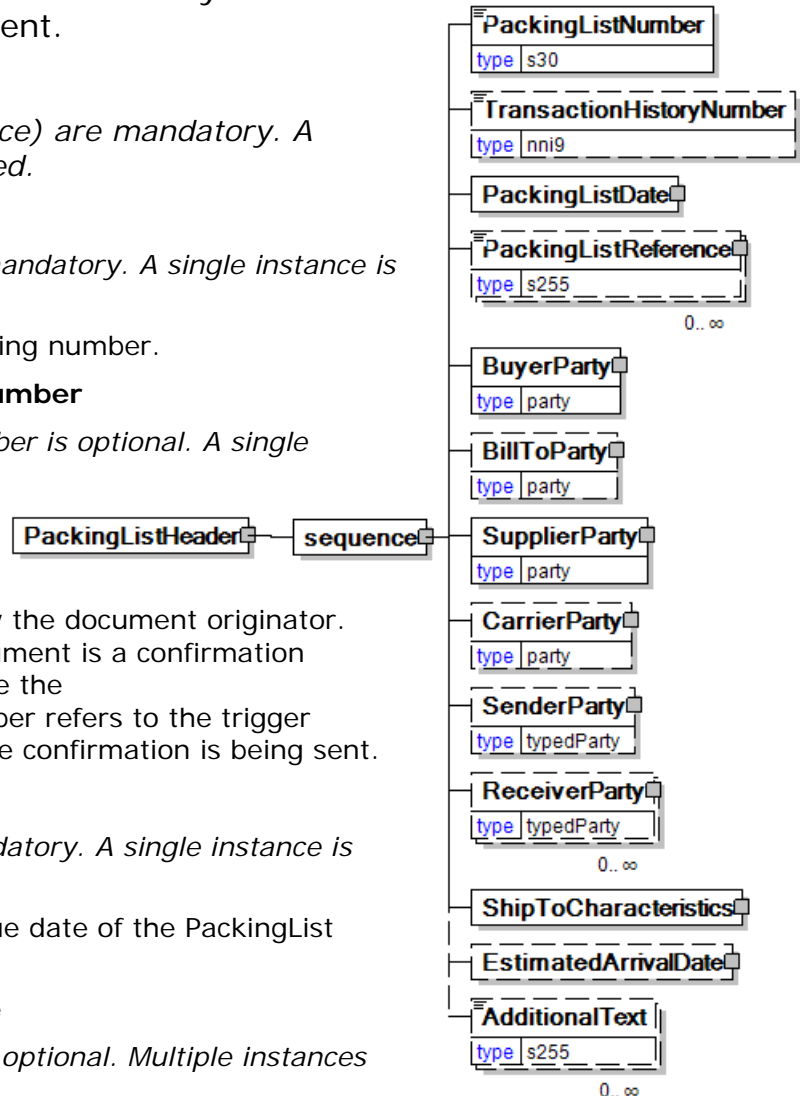 ent.
ce) are mandatory. A
ed.
nandatory. A single instance is
ing number.
umber
ber is optional. A single
the document originator.
ument is a confirmation
e the
ber refers to the trigger
e confirmation is being sent.
datory. A single instance is
ue date of the PackingList
optional. Multiple instances
PackingListHeader
sequence
PackingListNumber
type s30
TransactionHistoryNumber
type nni9
PackingListDate
PackingListReference
type s255
0.. ∞
BuyerParty
type party
BillToParty
type party
SupplierParty
type party
CarrierParty
type party
SenderParty
type typedParty
ReceiverParty
type typedParty
0.. ∞
ShipToCharacteristics
EstimatedArrivalDate
AdditionalText
type s255
0.. ∞